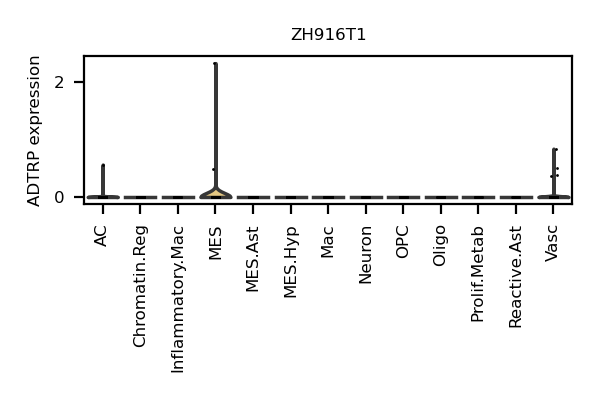 ZH916T1
ADTRP expression
2
0
AC
Chromatin.Reg
Inflammatory.Mac
MES
MES.Ast
MES.Hyp
Mac
Neuron
OPC
Oligo
Prolif.Metab
Reactive.Ast
Vasc